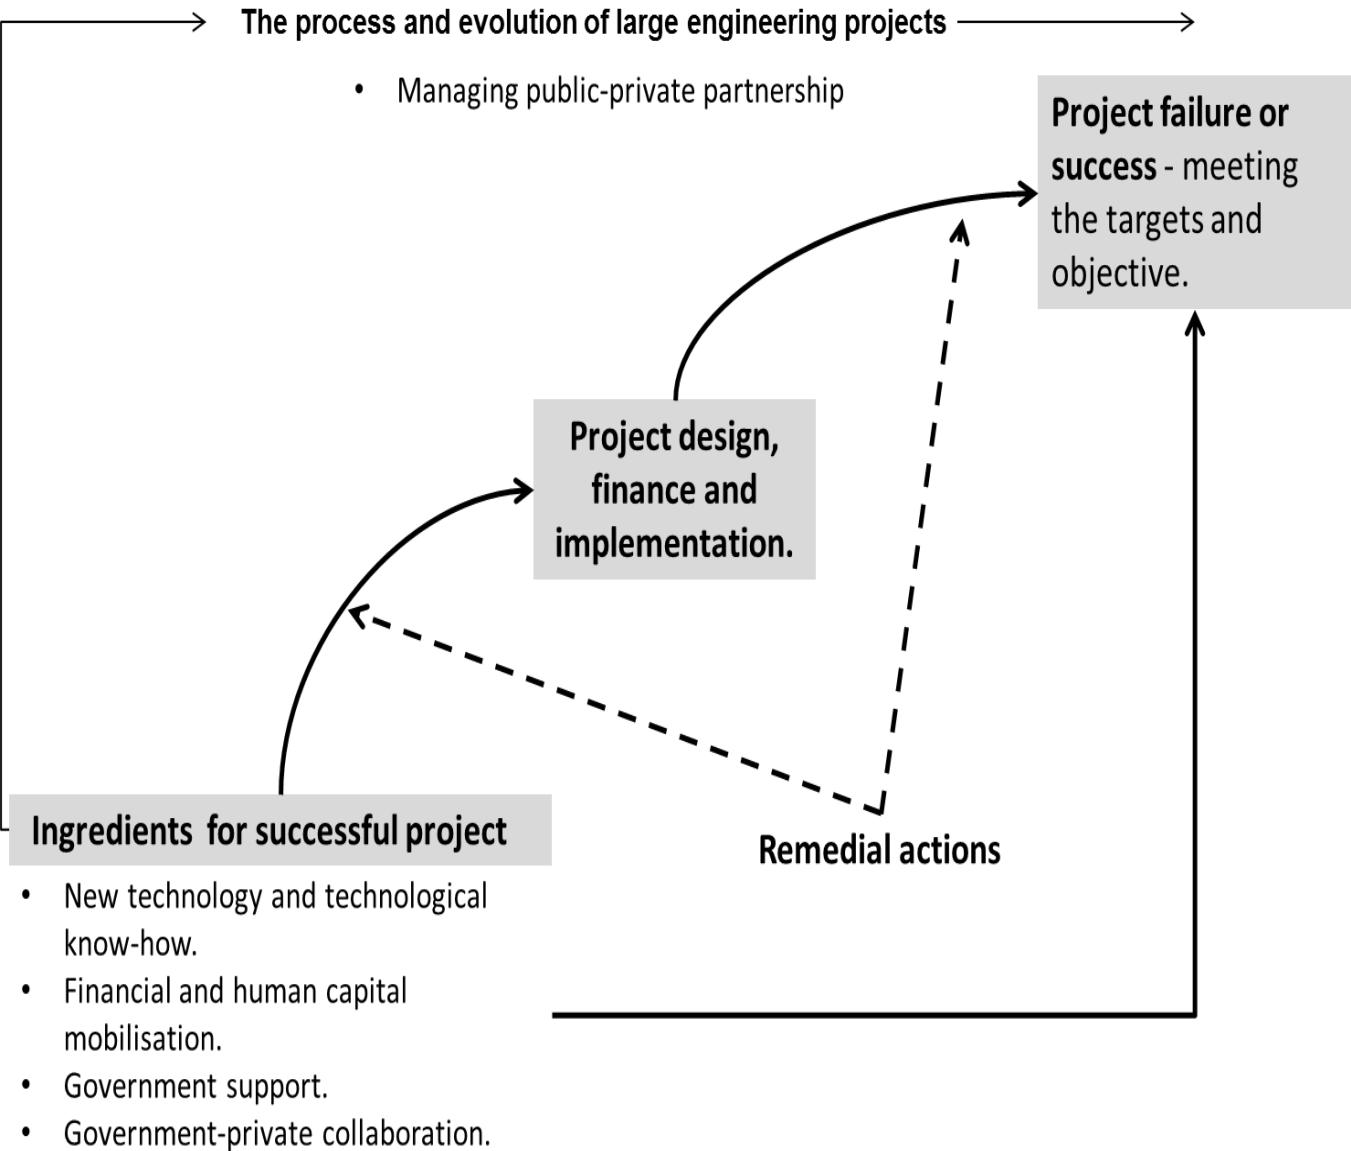 The process and evolution of large engineering projects
• Managing public-private partnership
Project failure or
success - meeting
the targets and
objective.
Project design,
finance and
implementation.
Ingredients for successful project
Remedial actions
• New technology and technological
know-how.
• Financial and human capital
mobilisation.
• Government support.
• Government-private collaboration.